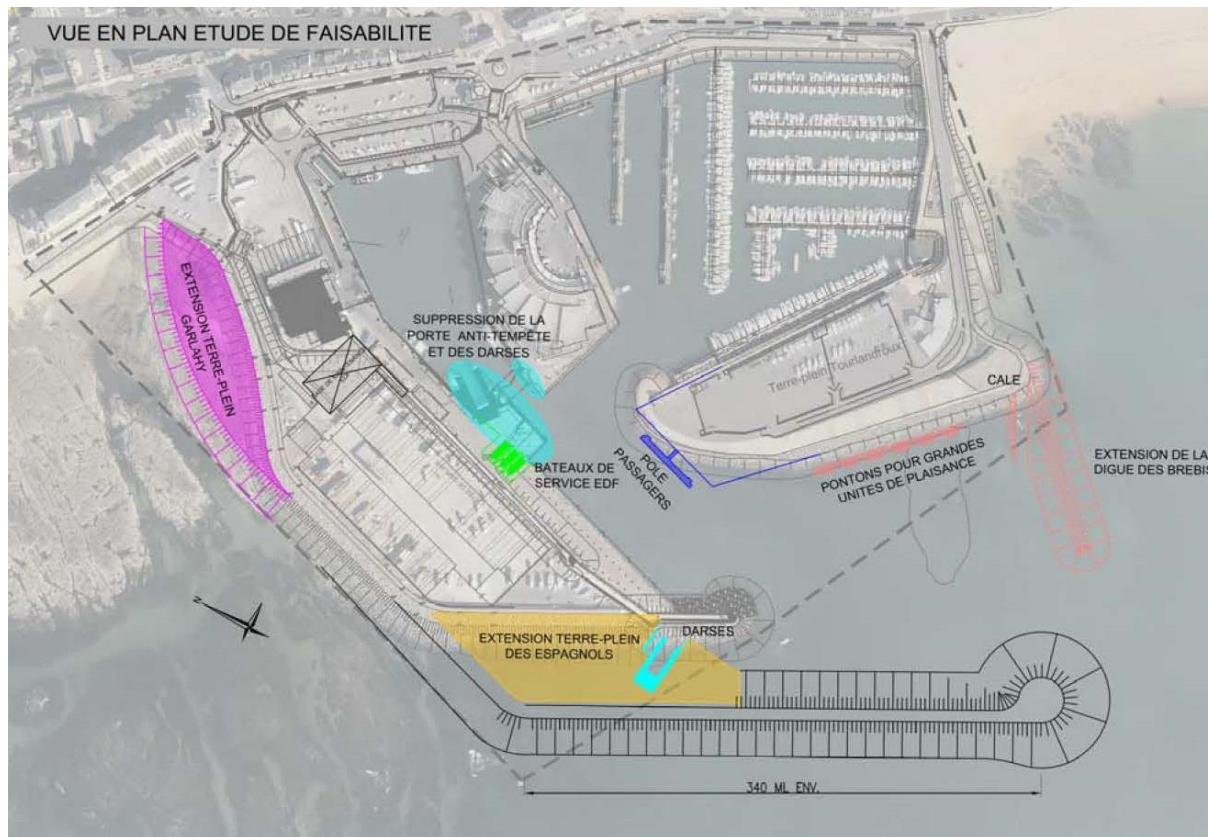 VUE EN PLAN ETUDE DE FAISABILITE
EXTENSION TERRE-PLEIN
GARLAHY
SUPPRESSION DE LA
PORTE ANTI-TEMPÊTE
ET DES DARSES
Terre-plein Tourlandroux
CALE
BATEAUX DE
SERVICE EDF
POLE
PASSAGERS
PONTONS POUR GRANDES
UNITES DE PLAISANCE
EXTENSION DE LA
DIGUE DES BREBIS
N
EXTENSION TERRE-PLEIN
DES ESPAGNOLS
DARSES
340 ML ENV.